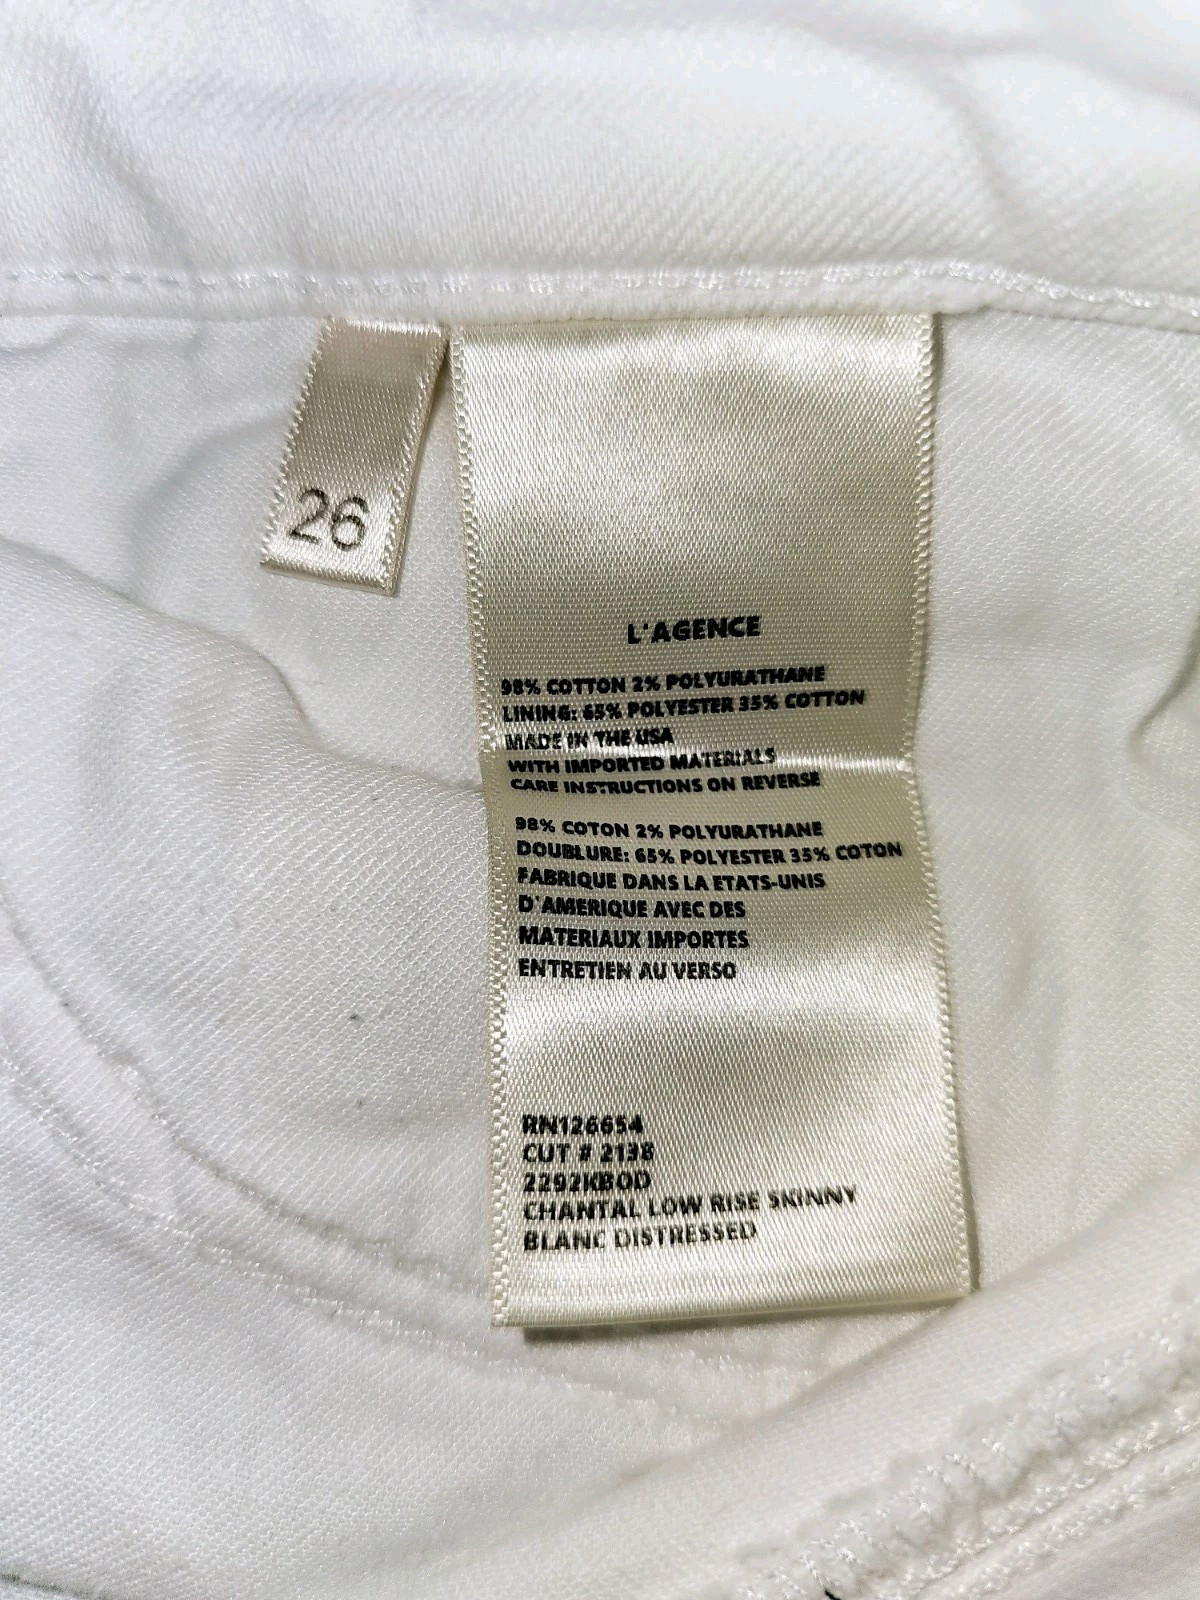 26
L'AGENCE
98% COTTON 2% POLYURATHANE
LINING: 65% POLYESTER 35% COTTON
MADE IN THE USA
WITH IMPORTED MATERIALS
CARE INSTRUCTIONS ON REVERSE
98% COTON 2% POLYURATHANE
DOUBLURE: 65% POLYESTER 35% COTON
FABRIQUE DANS LA ETATS-UNIS
D'AMERIQUE AVEC DES
MATERIAUX IMPORTES
ENTRETIEN AU VERSO
RN126654
CUT # 2138
2292KBOD
CHANTAL LOW RISE SKINNY
BLANC DISTRESSED